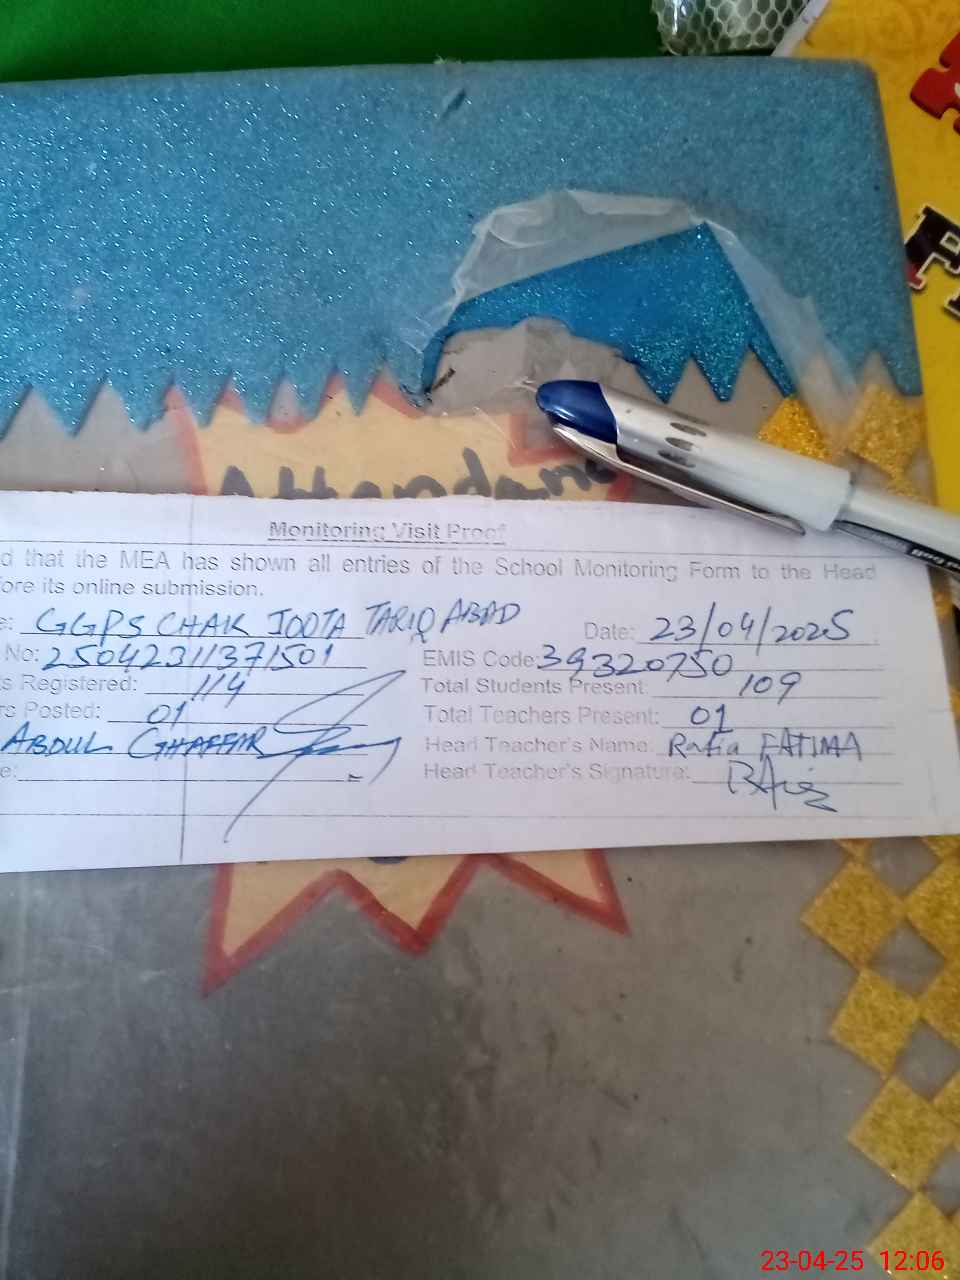 Monitoring Visit Proof
d that the MEA has shown all entries of the School Monitoring Form to the Head
fore its online submission.
e: GGPS CHAK JOOTA TARIQ ABAD Date: 23/04/2025
No: 25042311371501 EMIS Code: 39320750
s Registered: 114 Total Students Present: 109
rs Posted: 01 Total Teachers Present: 01
ABDUL GHAFFAR Head Teacher's Name: Rafia FATIMA
e: Head Teacher's Signature:
23-04-25 12:06